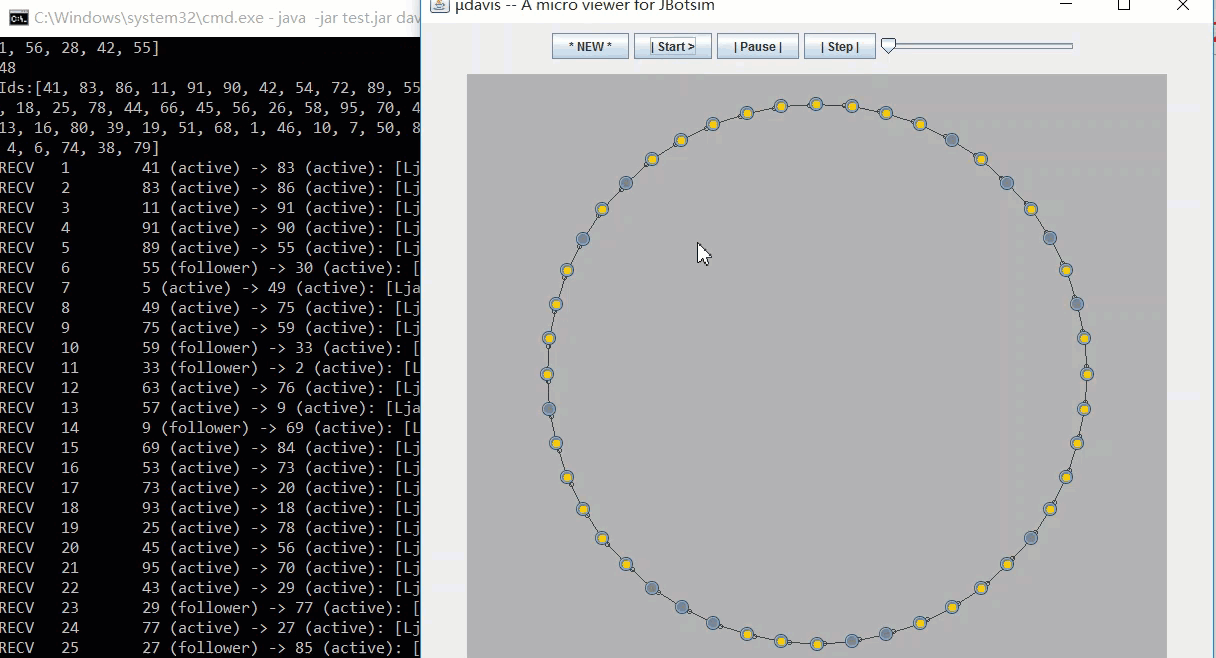 C:\Windows\system32\cmd.exe - java -jar test.jar dav
1, 56, 28, 42, 55]
48
Ids:[41, 83, 86, 11, 91, 90, 42, 54, 72, 89, 55
, 18, 25, 78, 44, 66, 45, 56, 26, 58, 95, 70, 4
13, 16, 80, 39, 19, 51, 68, 1, 46, 10, 7, 50, 8
4, 6, 74, 38, 79]
RECV 1 41 (active) -> 83 (active): [Lj
RECV 2 83 (active) -> 86 (active): [Lj
RECV 3 11 (active) -> 91 (active): [Lj
RECV 4 91 (active) -> 90 (active): [Lj
RECV 5 89 (active) -> 55 (active): [Lj
RECV 6 55 (follower) -> 30 (active): [
RECV 7 5 (active) -> 49 (active): [Lja
RECV 8 49 (active) -> 75 (active): [Lj
RECV 9 75 (active) -> 59 (active): [Lj
RECV 10 59 (follower) -> 33 (active): [
RECV 11 33 (follower) -> 2 (active): [L
RECV 12 63 (active) -> 76 (active): [Lj
RECV 13 57 (active) -> 9 (active): [Lja
RECV 14 9 (follower) -> 69 (active): [L
RECV 15 69 (active) -> 84 (active): [Lj
RECV 16 53 (active) -> 73 (active): [Lj
RECV 17 73 (active) -> 20 (active): [Lj
RECV 18 93 (active) -> 18 (active): [Lj
RECV 19 25 (active) -> 78 (active): [Lj
RECV 20 45 (active) -> 56 (active): [Lj
RECV 21 95 (active) -> 70 (active): [Lj
RECV 22 43 (active) -> 29 (active): [Lj
RECV 23 29 (follower) -> 77 (active): [
RECV 24 77 (active) -> 27 (active): [Lj
RECV 25 27 (follower) -> 85 (active): [
µdavis -- A micro viewer for JBotsim
* NEW * | Start > | Pause | | Step |